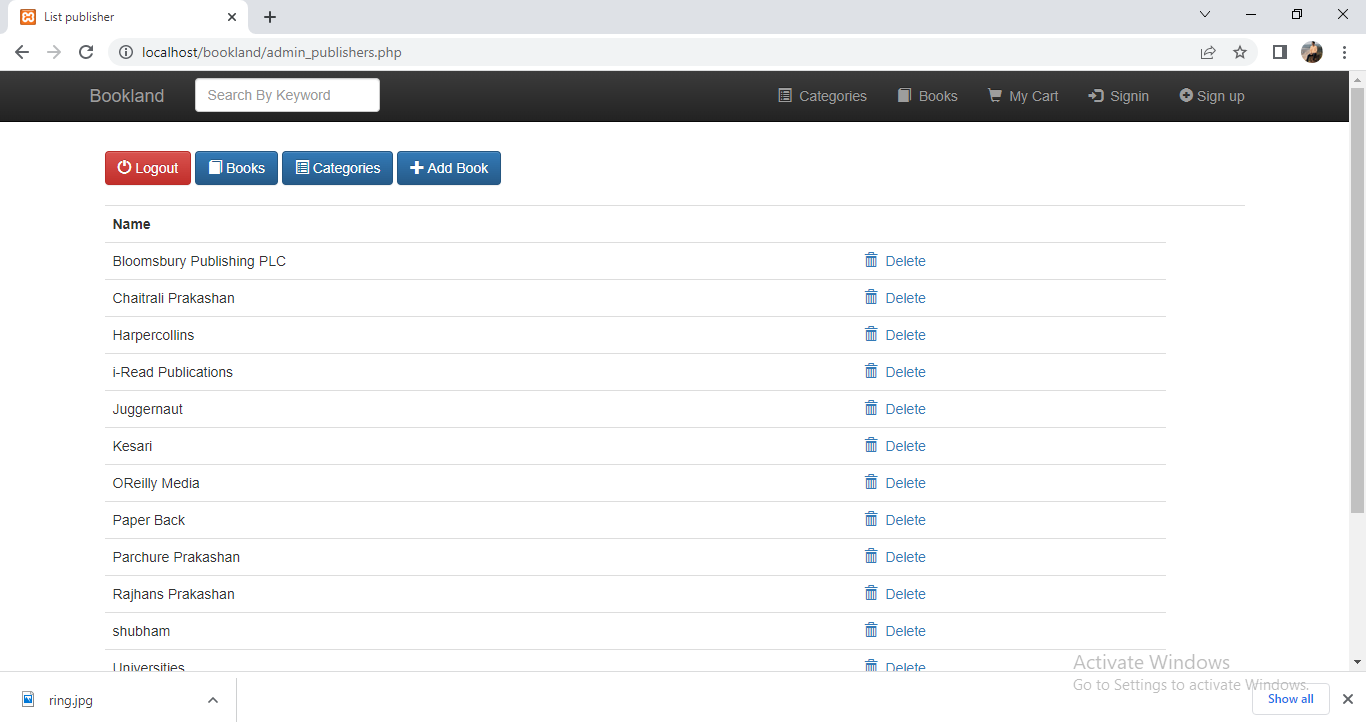 List publisher
localhost/bookland/admin_publishers.php
Bookland Search By Keyword Categories Books My Cart Signin Sign up
Logout Books Categories Add Book
Name
Bloomsbury Publishing PLC Delete
Chaitrali Prakashan Delete
Harpercollins Delete
i-Read Publications Delete
Juggernaut Delete
Kesari Delete
OReilly Media Delete
Paper Back Delete
Parchure Prakashan Delete
Rajhans Prakashan Delete
shubham Delete
Universities Delete
Activate Windows
Go to Settings to activate Windows.
ring.jpg Show all